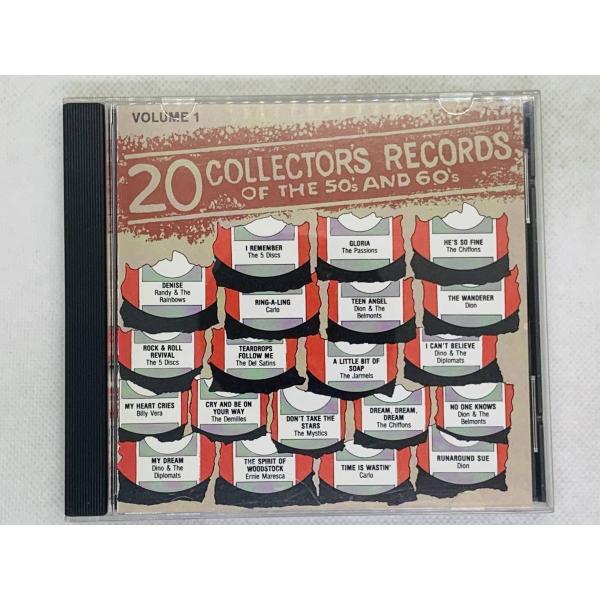 VOLUME 1
20 COLLECTOR'S RECORDS
OF THE 50s AND 60's
I REMEMBER
The 5 Discs
GLORIA
The Passions
HE'S SO FINE
The Chiffons
DENISE
Randy & The
Rainbows
RING-A-LING
Carlo
TEEN ANGEL
Dion & The
Belmonts
THE WANDERER
Dion
ROCK & ROLL
REVIVAL
The 5 Discs
TEARDROPS
FOLLOW ME
The Del Satins
A LITTLE BIT OF
SOAP
The Jarmels
I CAN'T BELIEVE
Dino & The
Diplomats
MY HEART CRIES
Billy Vera
CRY AND BE ON
YOUR WAY
The Demilles
DON'T TAKE THE
STARS
The Mystics
DREAM, DREAM,
DREAM
The Chiffons
NO ONE KNOWS
Dion & The
Belmonts
MY DREAM
Dino & The
Diplomats
THE SPIRIT OF
WOODSTOCK
Ernie Maresca
TIME IS WASTIN'
Carlo
RUNAROUND SUE
Dion